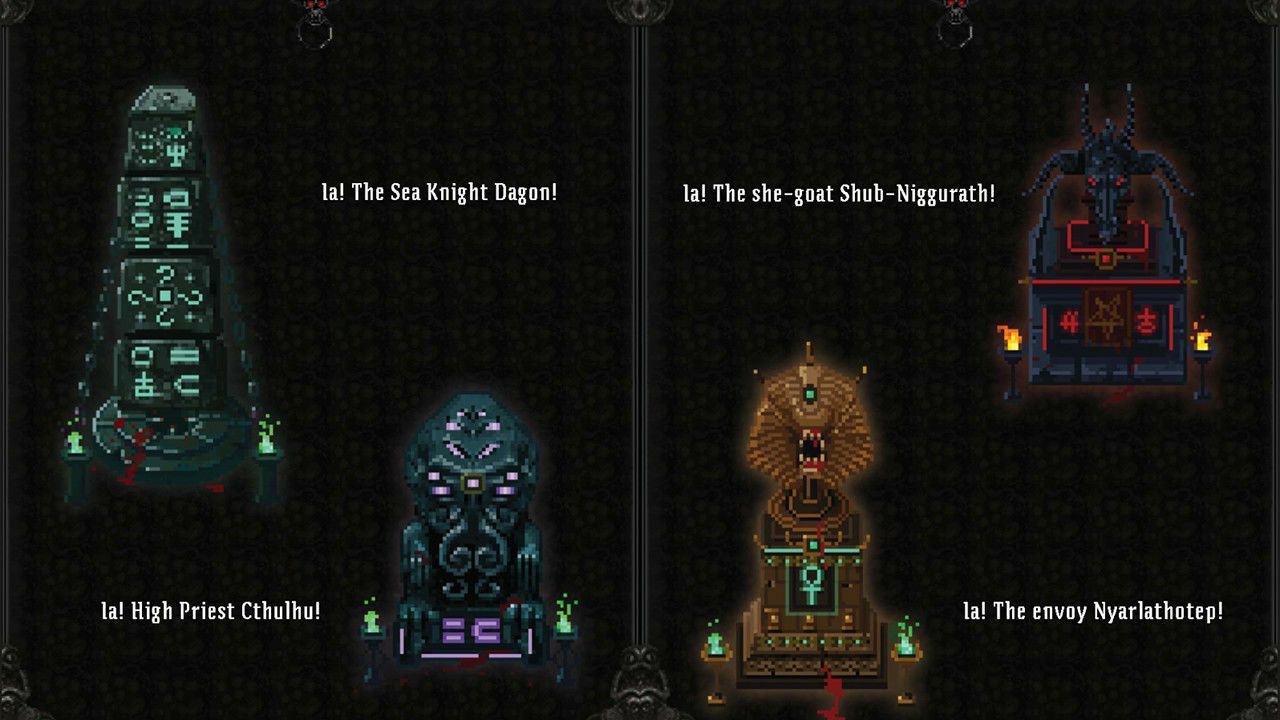 Ia! The Sea Knight Dagon!
Ia! High Priest Cthulhu!
Ia! The she-goat Shub-Niggurath!
Ia! The envoy Nyarlathotep!